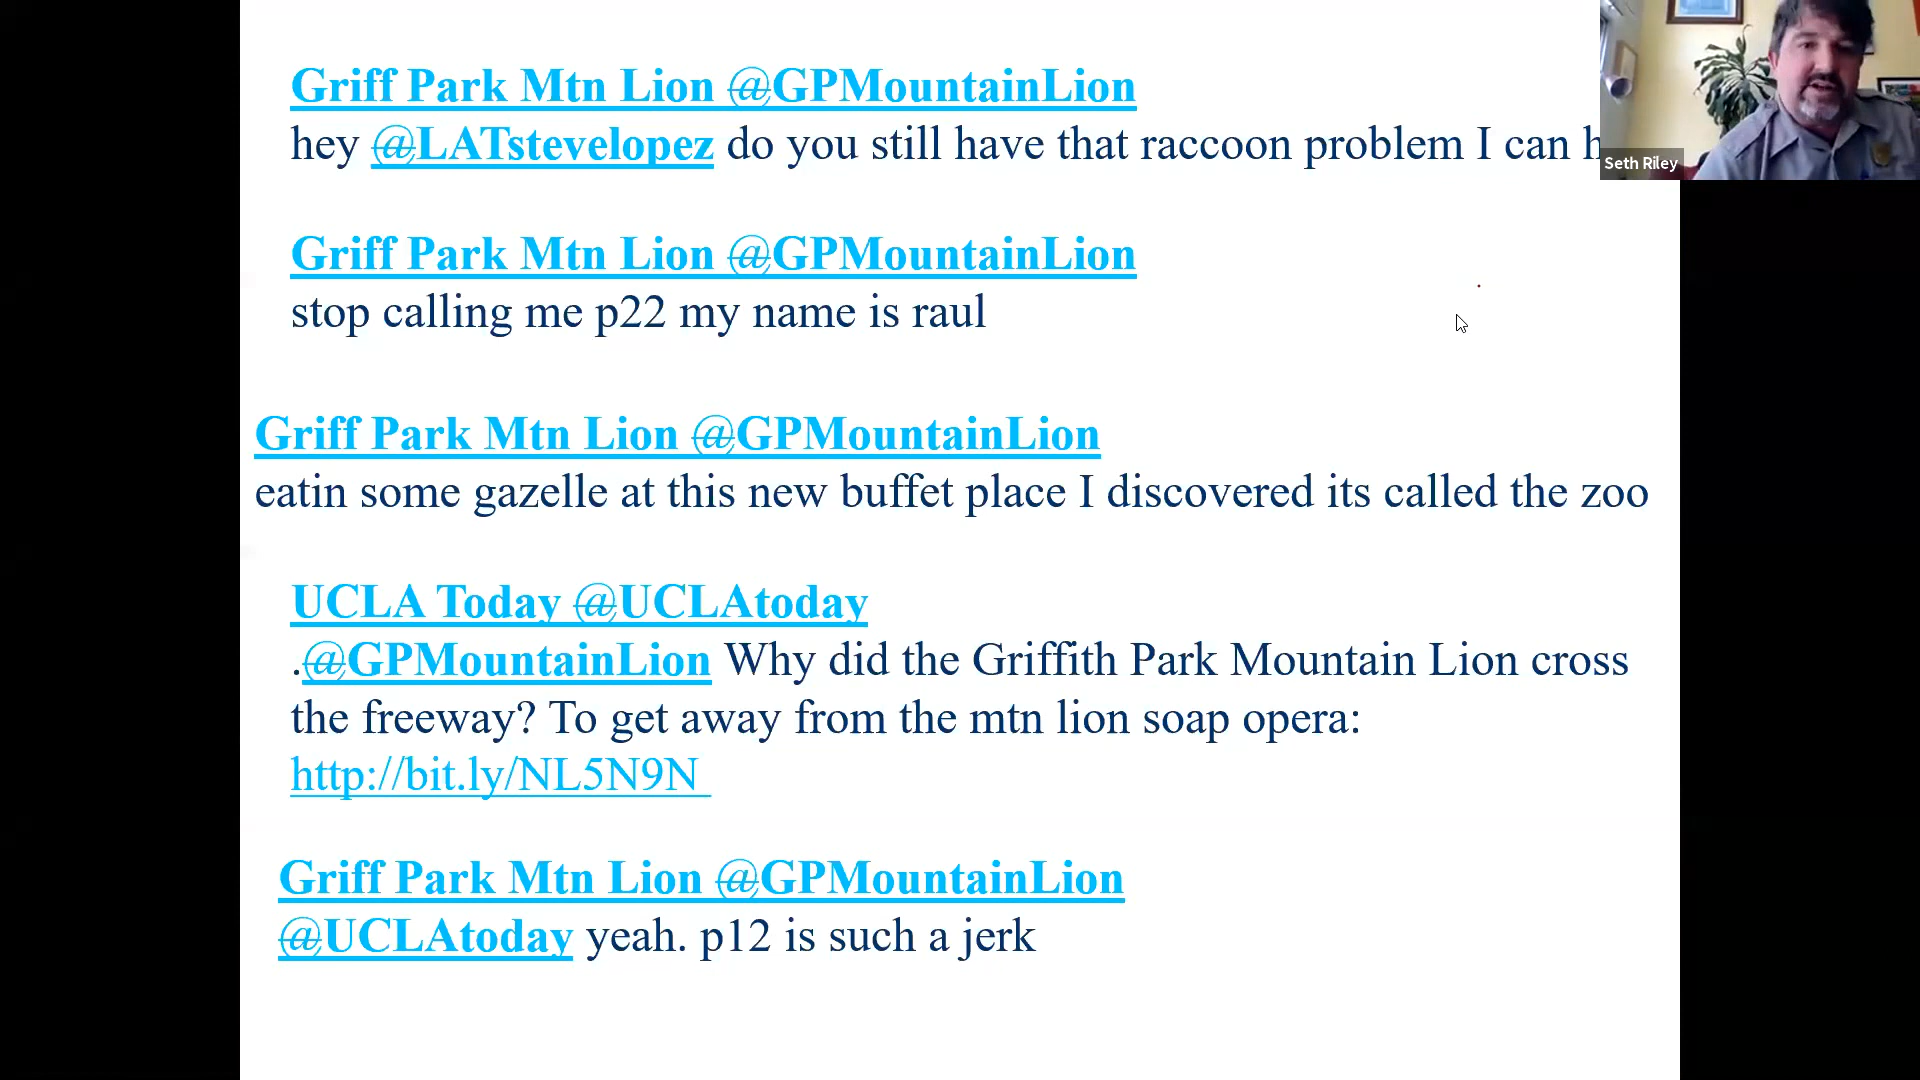 Griff Park Mtn Lion @GPMountainLion
hey @LATstevelopez do you still have that raccoon problem I can
Seth Riley
Griff Park Mtn Lion @GPMountainLion
stop calling me p22 my name is raul
Griff Park Mtn Lion @GPMountainLion
eatin some gazelle at this new buffet place I discovered its called the zoo
UCLA Today @UCLAtoday
.@GPMountainLion Why did the Griffith Park Mountain Lion cross
the freeway? To get away from the mtn lion soap opera:
http://bit.ly/NL5N9N
Griff Park Mtn Lion @GPMountainLion
@UCLAtoday yeah. p12 is such a jerk